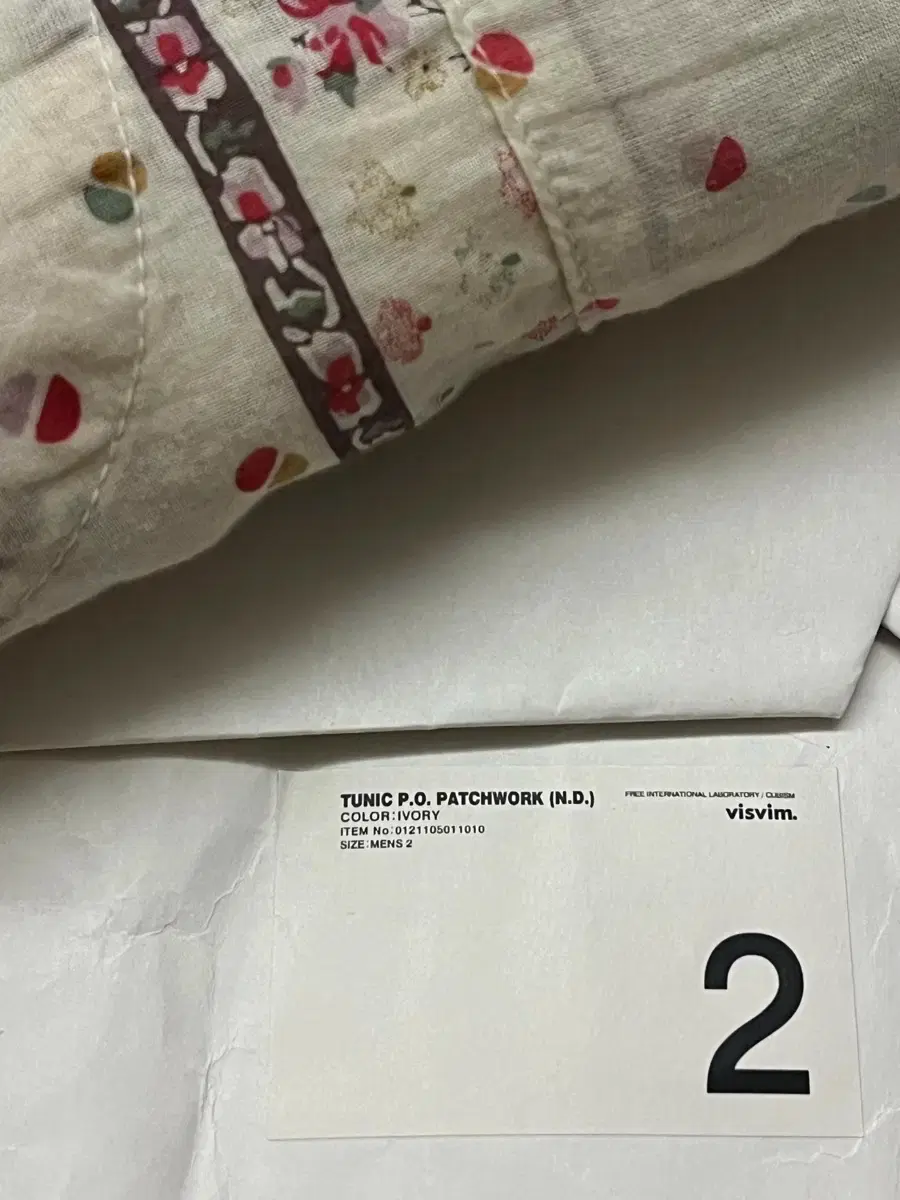 TUNIC P.O. PATCHWORK (N.D.)
COLOR:IVORY
ITEM No:0121105011010
SIZE:MENS 2
FREE INTERNATIONAL LABORATORY / CUBISM
visvim.
2